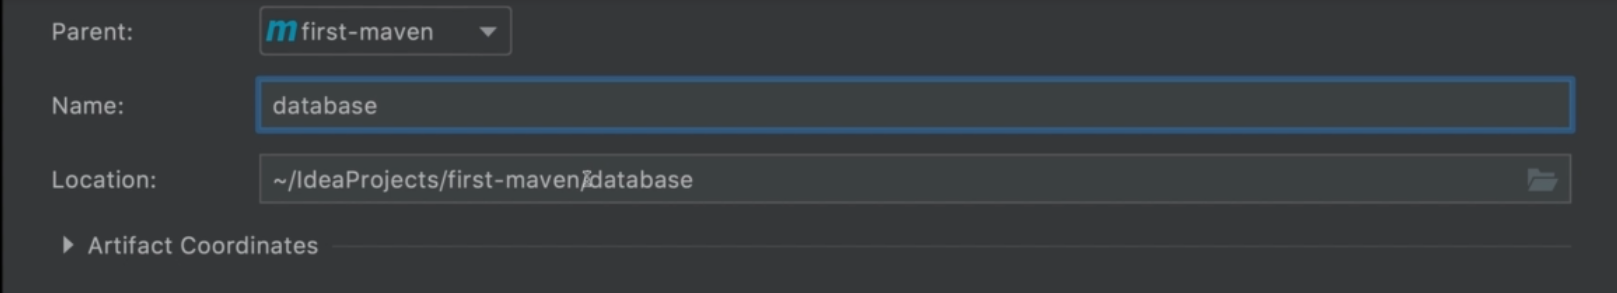 Parent: m first-maven
Name: database
Location: ~/IdeaProjects/first-maven/database
Artifact Coordinates